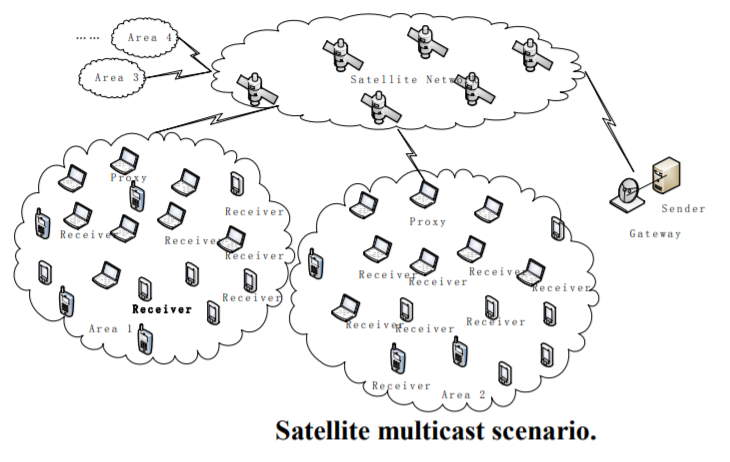 …… Area 4
Area 3
Satellite Network
Proxy
Receiver
Receiver
Receiver
Receiver
Receiver
Receiver
Area 1
Sender
Gateway
Proxy
Receiver
Receiver
Receiver
Receiver
Receiver
Receiver
Receiver
Receiver
Area 2
Satellite multicast scenario.